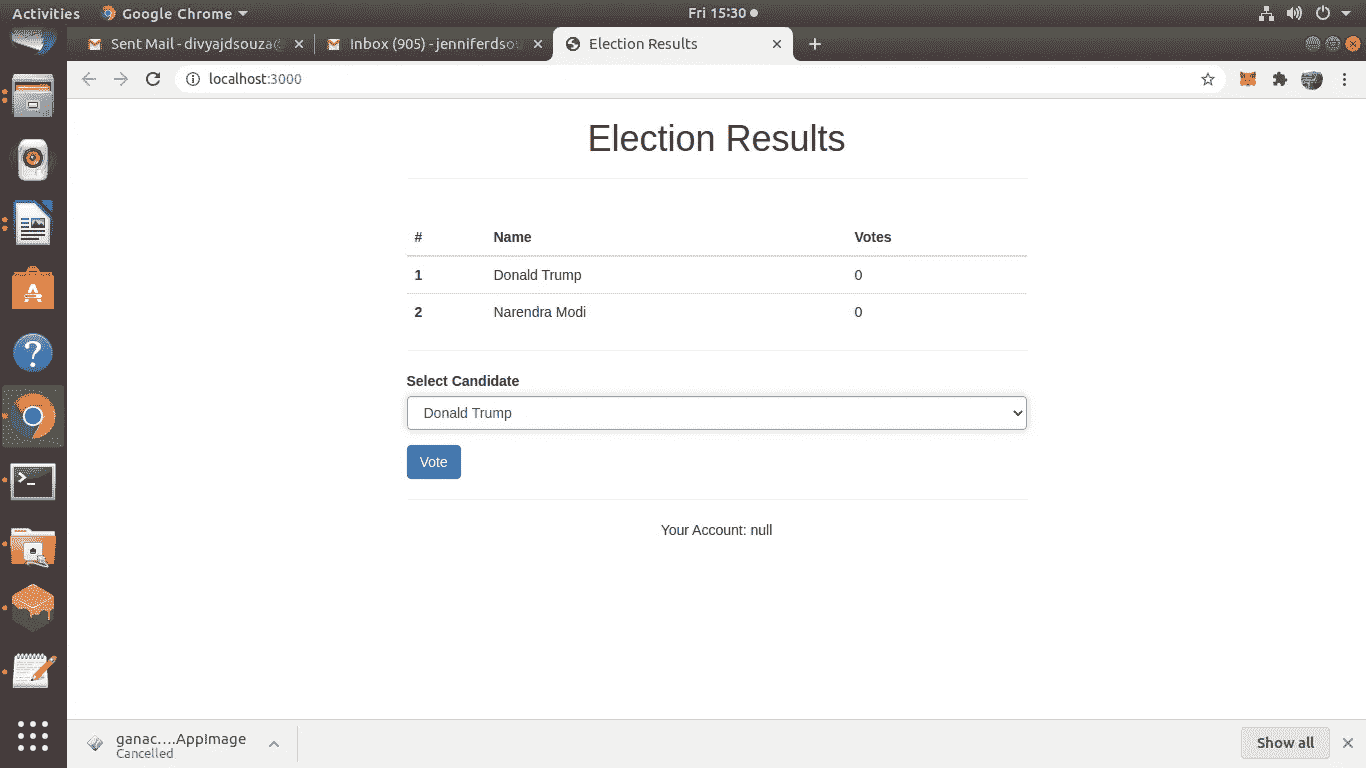 Activities Google Chrome Fri 15:30
Sent Mail - divyajdsouza@ Inbox (905) - jenniferdsou Election Results
localhost:3000
Election Results
# Name Votes
1 Donald Trump 0
2 Narendra Modi 0
Select Candidate
Donald Trump
Vote
Your Account: null
ganac....AppImage
Cancelled
Show all